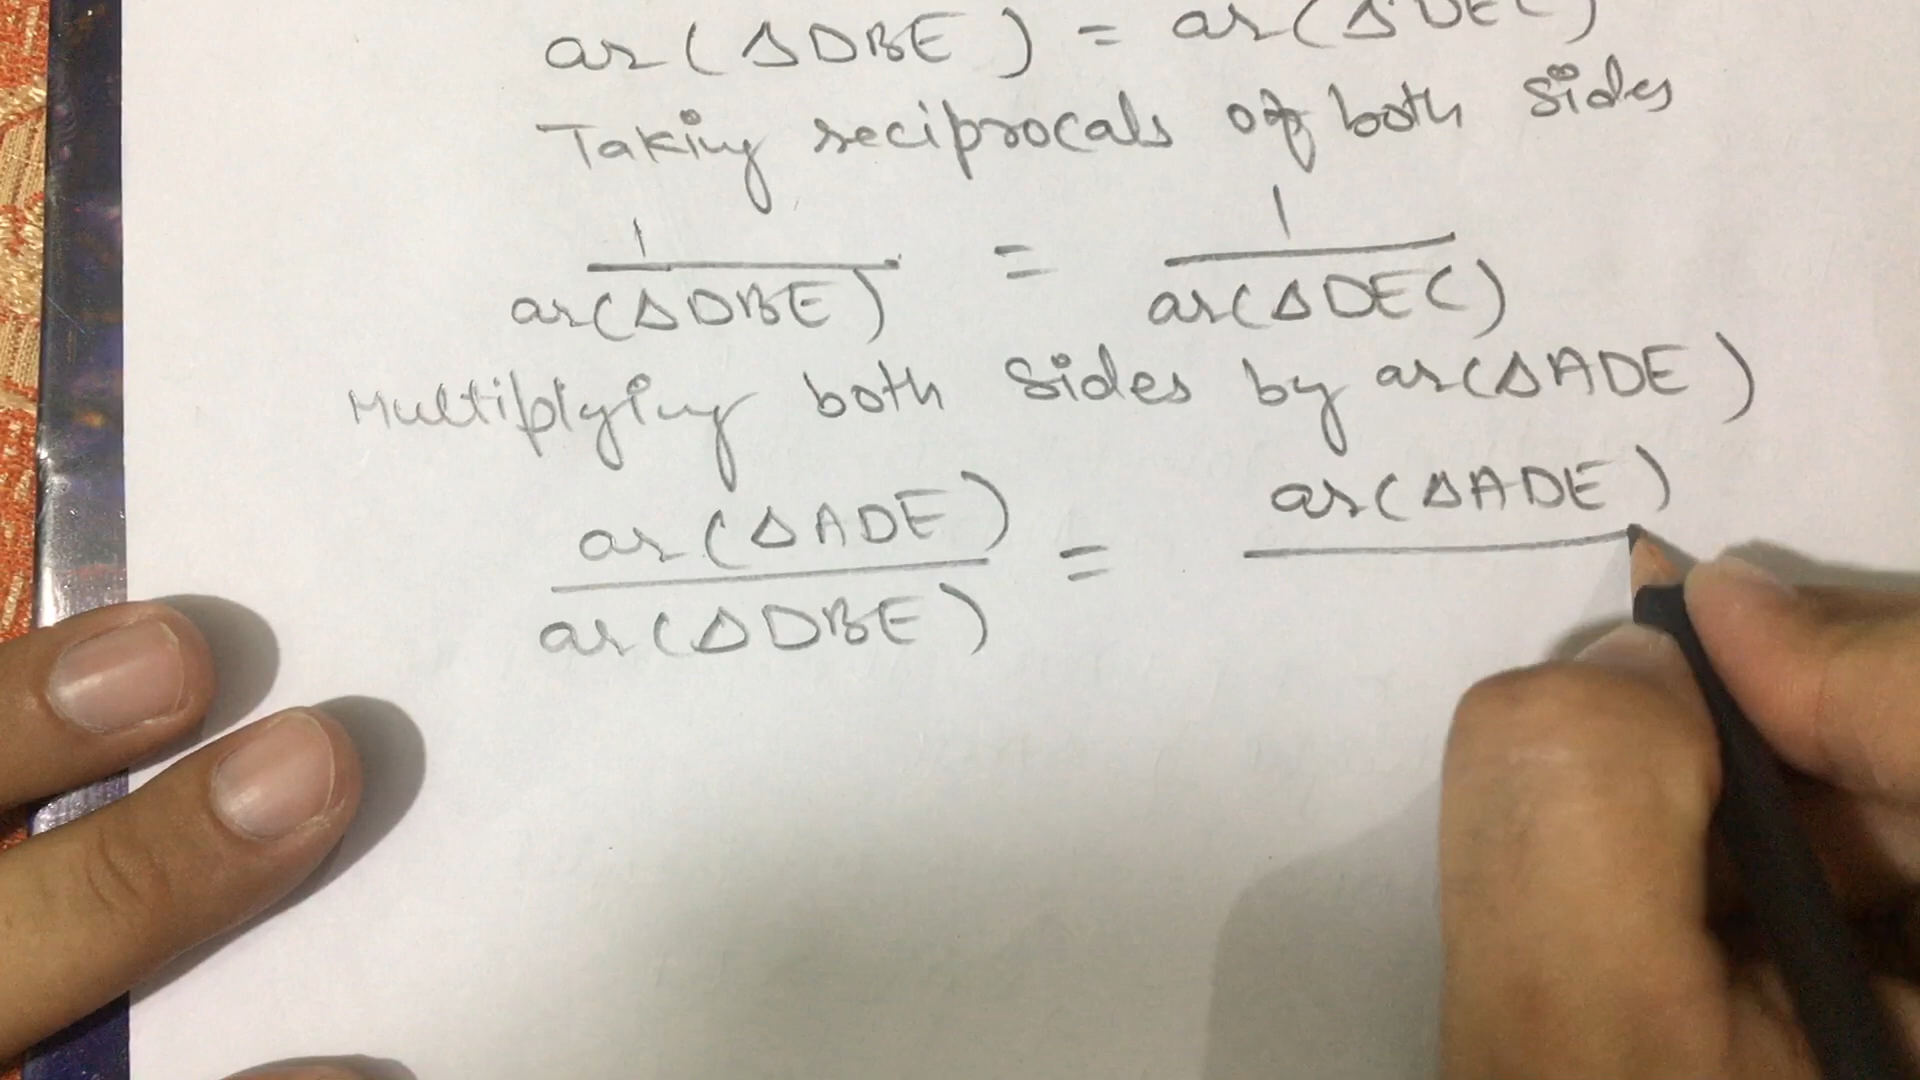 ar(ΔDBE) = ar(ΔDEC)
Taking reciprocals of both sides
1/ar(ΔDBE) = 1/ar(ΔDEC)
Multiplying both sides by ar(ΔADE)
ar(ΔADE)/ar(ΔDBE) = ar(ΔADE)/